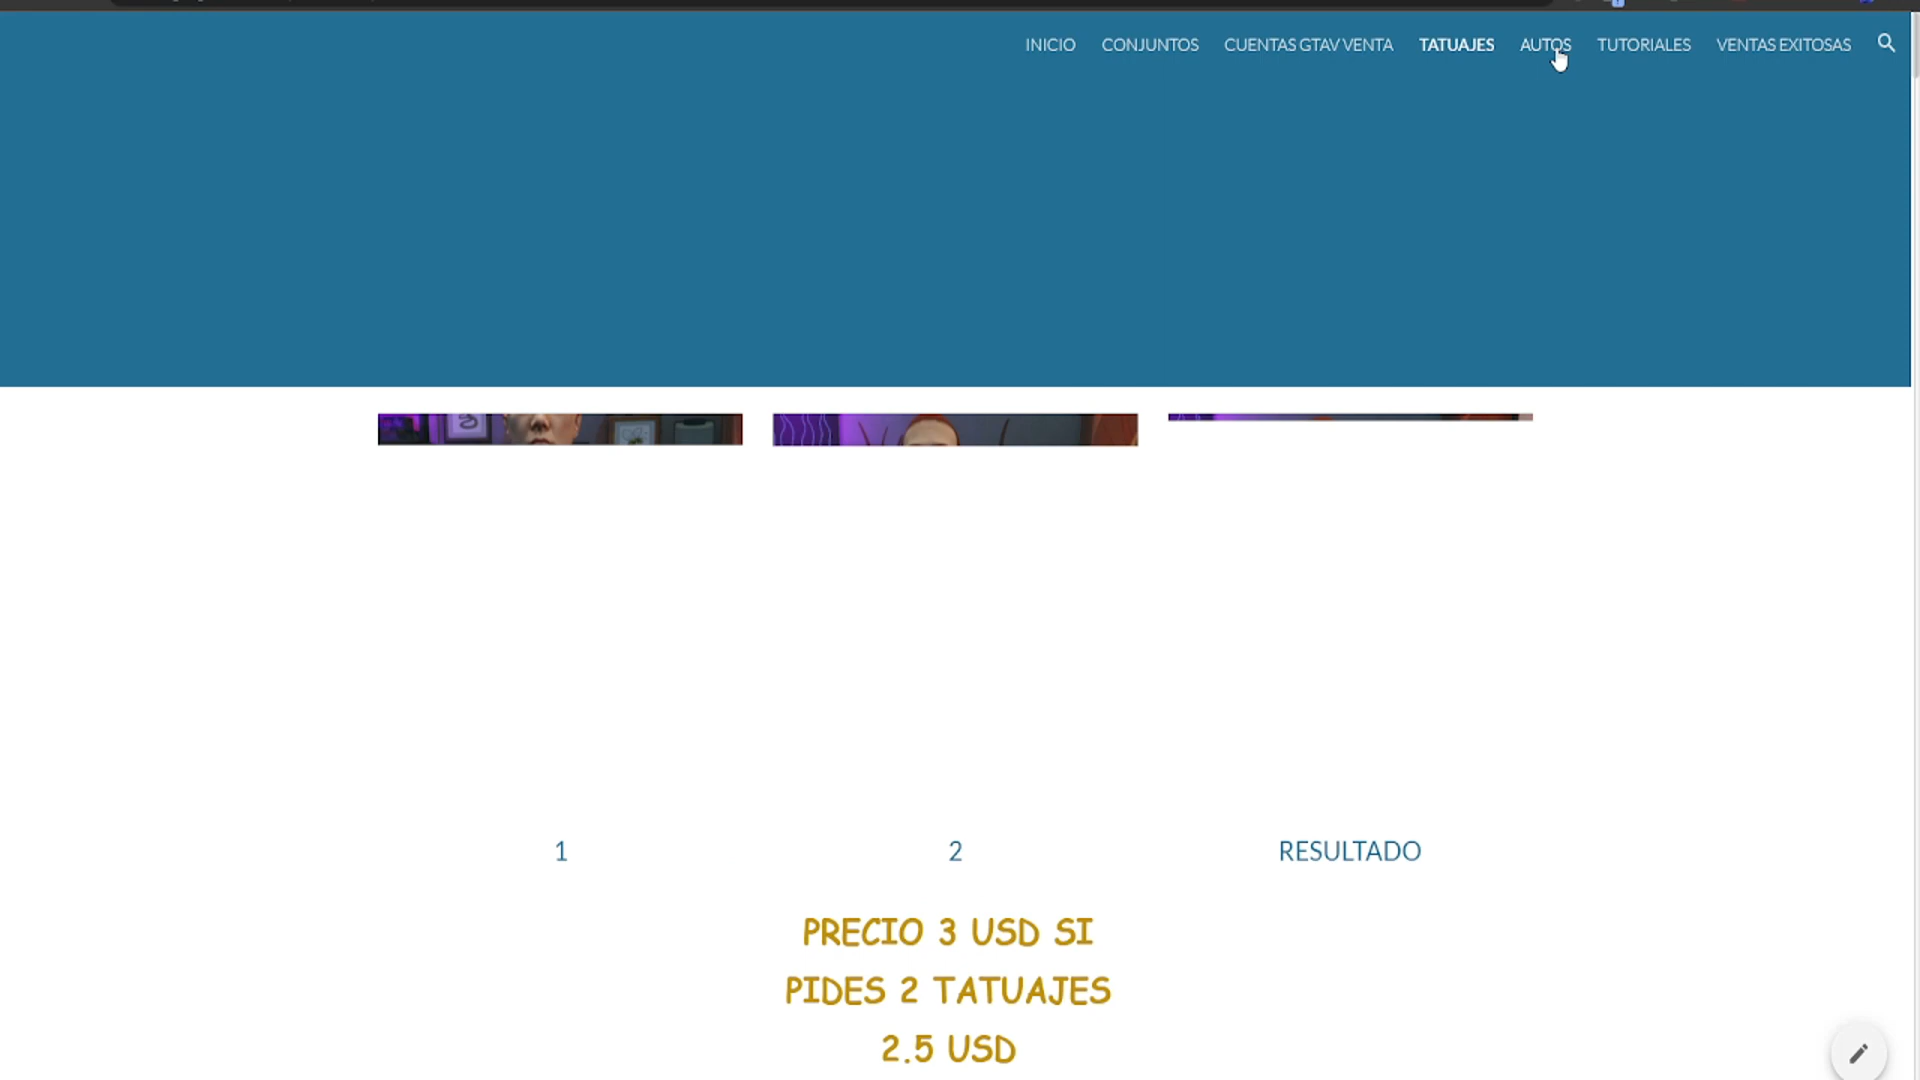 INICIO CONJUNTOS CUENTAS GTAV VENTA TATUAJES AUTOS TUTORIALES VENTAS EXITOSAS
1 2 RESULTADO
PRECIO 3 USD SI
PIDES 2 TATUAJES
2.5 USD